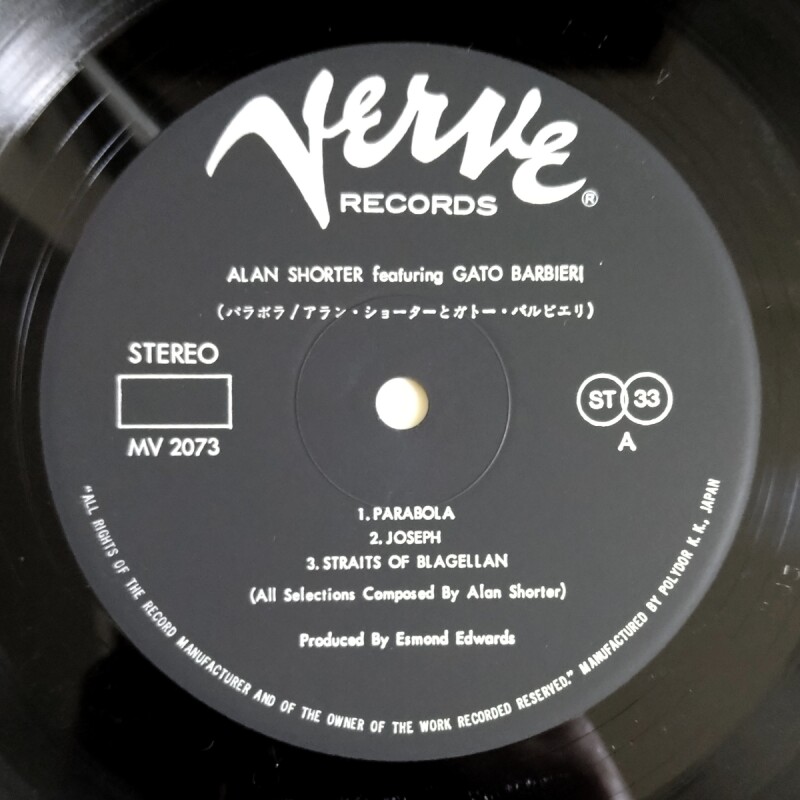 Verve
RECORDS ®
ALAN SHORTER featuring GATO BARBIERI
(パラボラ/アラン・ショーターとガトー・バルビエリ)
STEREO
MV 2073
ST 33
A
1. PARABOLA
2. JOSEPH
3. STRAITS OF BLAGELLAN
(All Selections Composed By Alan Shorter)
Produced By Esmond Edwards
"ALL RIGHTS OF THE RECORD MANUFACTURER AND OF THE OWNER OF THE WORK RECORDED RESERVED." MANUFACTURED BY POLYDOR K. K., JAPAN